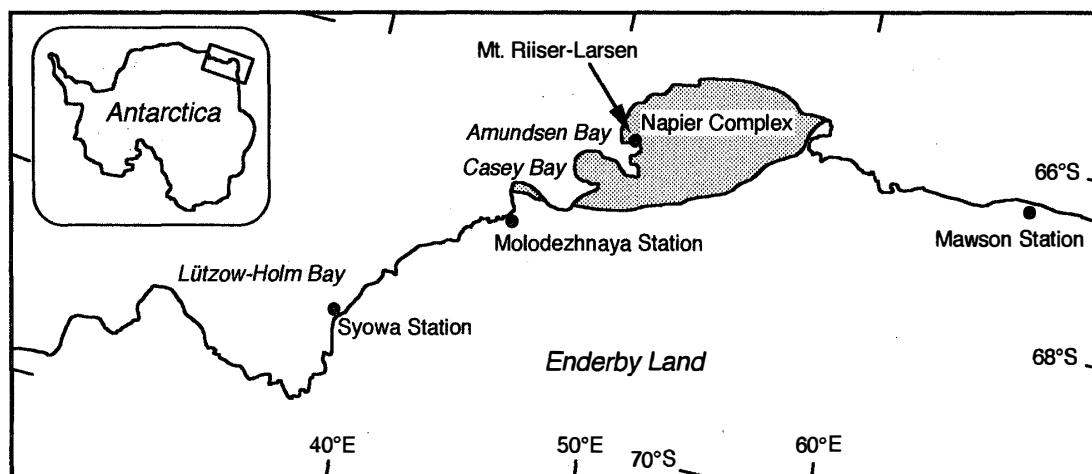 Mt. Riiser-Larsen
Antarctica
Napier Complex
Amundsen Bay
Casey Bay
66°S
Molodezhnaya Station
Mawson Station
Lützow-Holm Bay
Syowa Station
Enderby Land
68°S
40°E
50°E
60°E
70°S